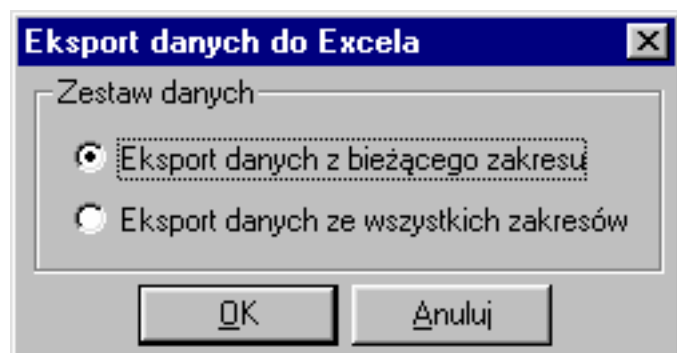 Eksport danych do Excela
Zestaw danych
Eksport danych z bieżącego zakresu
Eksport danych ze wszystkich zakresów
OK
Anuluj